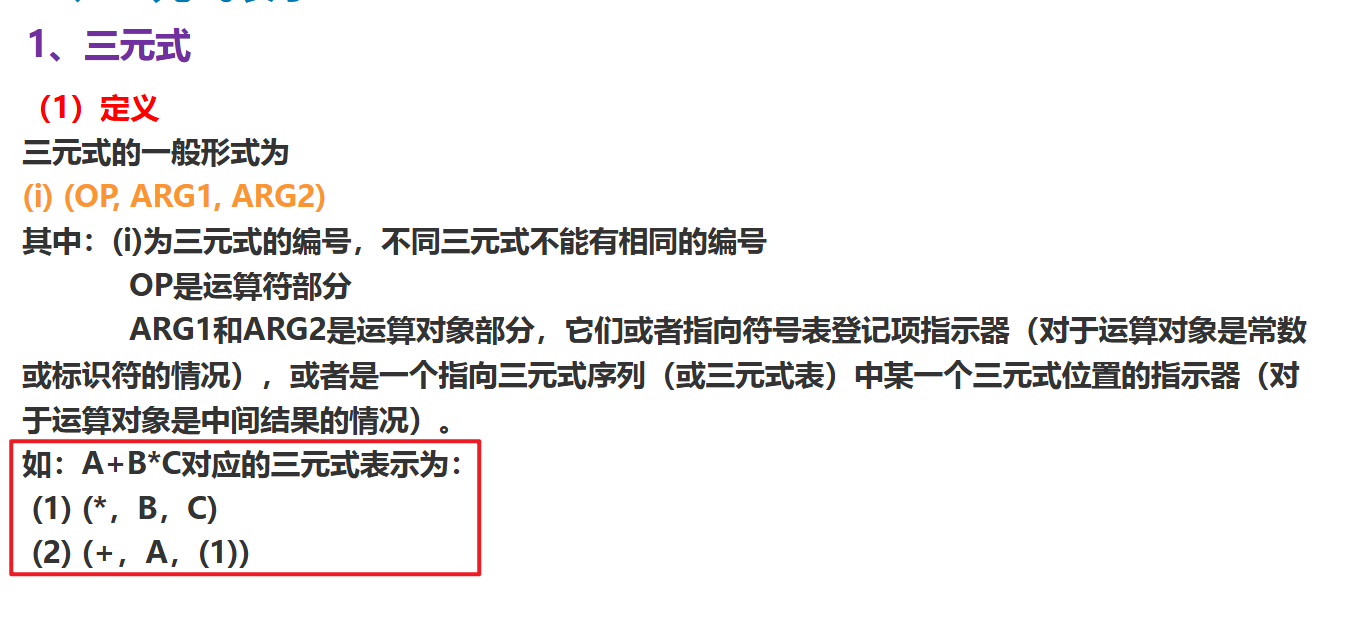 1、三元式
（1）定义
三元式的一般形式为
(i) (OP, ARG1, ARG2)
其中：(i)为三元式的编号，不同三元式不能有相同的编号
OP是运算符部分
ARG1和ARG2是运算对象部分，它们或者指向符号表登记项指示器（对于运算对象是常数
或标识符的情况），或者是一个指向三元式序列（或三元式表）中某一个三元式位置的指示器（对
于运算对象是中间结果的情况）。
如：A+B*C对应的三元式表示为：
(1) (*，B，C)
(2) (+，A，(1))